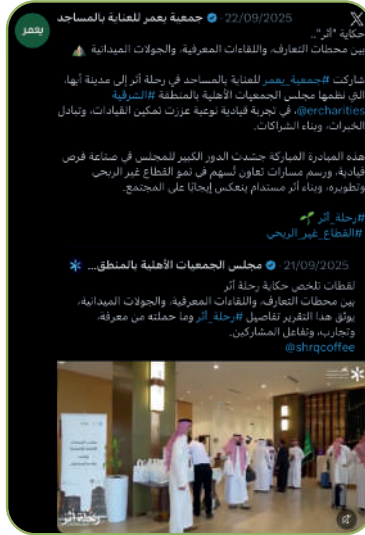 جمعية يعمر للعناية بالمساجد · 22/09/2025
يعمر
حكاية "أثر"..
بين محطات التعارف، واللقاءات المعرفية، والجولات الميدانية
شاركت #جمعية_يعمر للعناية بالمساجد في رحلة أثر إلى مدينة أبها،
التي نظمها مجلس الجمعيات الأهلية بالمنطقة #الشرقية
@ercharities، في تجربة قيادية نوعية عززت تمكين القيادات، وتبادل
الخبرات، وبناء الشراكات.
هذه المبادرة المباركة جسّدت الدور الكبير للمجلس في صناعة فرص
قيادية، ورسم مسارات تعاون تُسهم في نمو القطاع غير الربحي
وتطويره، وبناء أثر مستدام ينعكس إيجابًا على المجتمع.
#رحلة_أثر 🌱
#القطاع_غير_الربحي
مجلس الجمعيات الأهلية بالمنطق... · 21/09/2025
لقطات تلخص حكاية رحلة أثر
بين محطات التعارف، واللقاءات المعرفية، والجولات الميدانية،
يوثق هذا التقرير تفاصيل #رحلة_أثر وما حملته من معرفة،
وتجارب، وتفاعل المشاركين.
@shrqcoffee
رحلة أثر